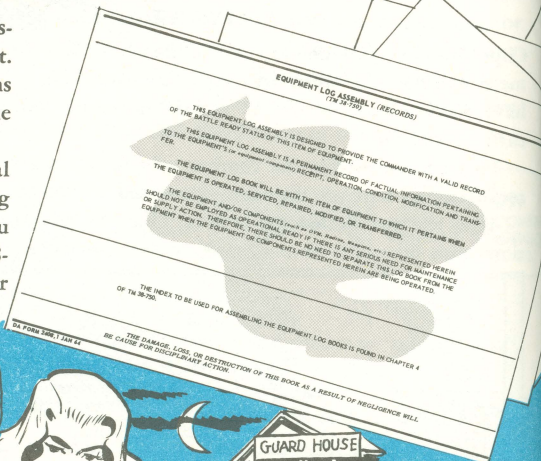 s-
t.
as
e
al
g
u
E-
r
EQUIPMENT LOG ASSEMBLY (RECORDS)
(TM 38-750)
THIS EQUIPMENT LOG ASSEMBLY IS DESIGNED TO PROVIDE THE COMMANDER WITH A VALID RECORD
OF THE BATTLE READY STATUS OF THIS ITEM OF EQUIPMENT.
THIS EQUIPMENT LOG ASSEMBLY IS A PERMANENT RECORD OF FACTUAL INFORMATION PERTAINING
TO THE EQUIPMENT'S (or equipment components) RECEIPT, OPERATION, CONDITION, MODIFICATION AND TRANS-
FER.
THE EQUIPMENT LOG BOOK WILL BE WITH THE ITEM OF EQUIPMENT TO WHICH IT PERTAINS WHEN
THE EQUIPMENT IS OPERATED, SERVICED, REPAIRED, MODIFIED, OR TRANSFERRED.
THE EQUIPMENT AND/OR COMPONENTS (such as OVM, Radios, Weapons, etc.) REPRESENTED HEREIN
SHOULD NOT BE EMPLOYED AS OPERATIONAL READY IF THERE IS ANY SERIOUS NEED FOR MAINTENANCE
OR SUPPLY ACTION. THEREFORE, THERE SHOULD BE NO NEED TO SEPARATE THIS LOG BOOK FROM THE
EQUIPMENT WHEN THE EQUIPMENT OR COMPONENTS REPRESENTED HEREIN ARE BEING OPERATED.
THE INDEX TO BE USED FOR ASSEMBLING THE EQUIPMENT LOG BOOKS IS FOUND IN CHAPTER 4
OF TM 38-750.
DA FORM 2408, 1 JAN 64
THE DAMAGE, LOSS, OR DESTRUCTION OF THIS BOOK AS A RESULT OF NEGLIGENCE WILL
BE CAUSE FOR DISCIPLINARY ACTION.
GUARD HOUSE